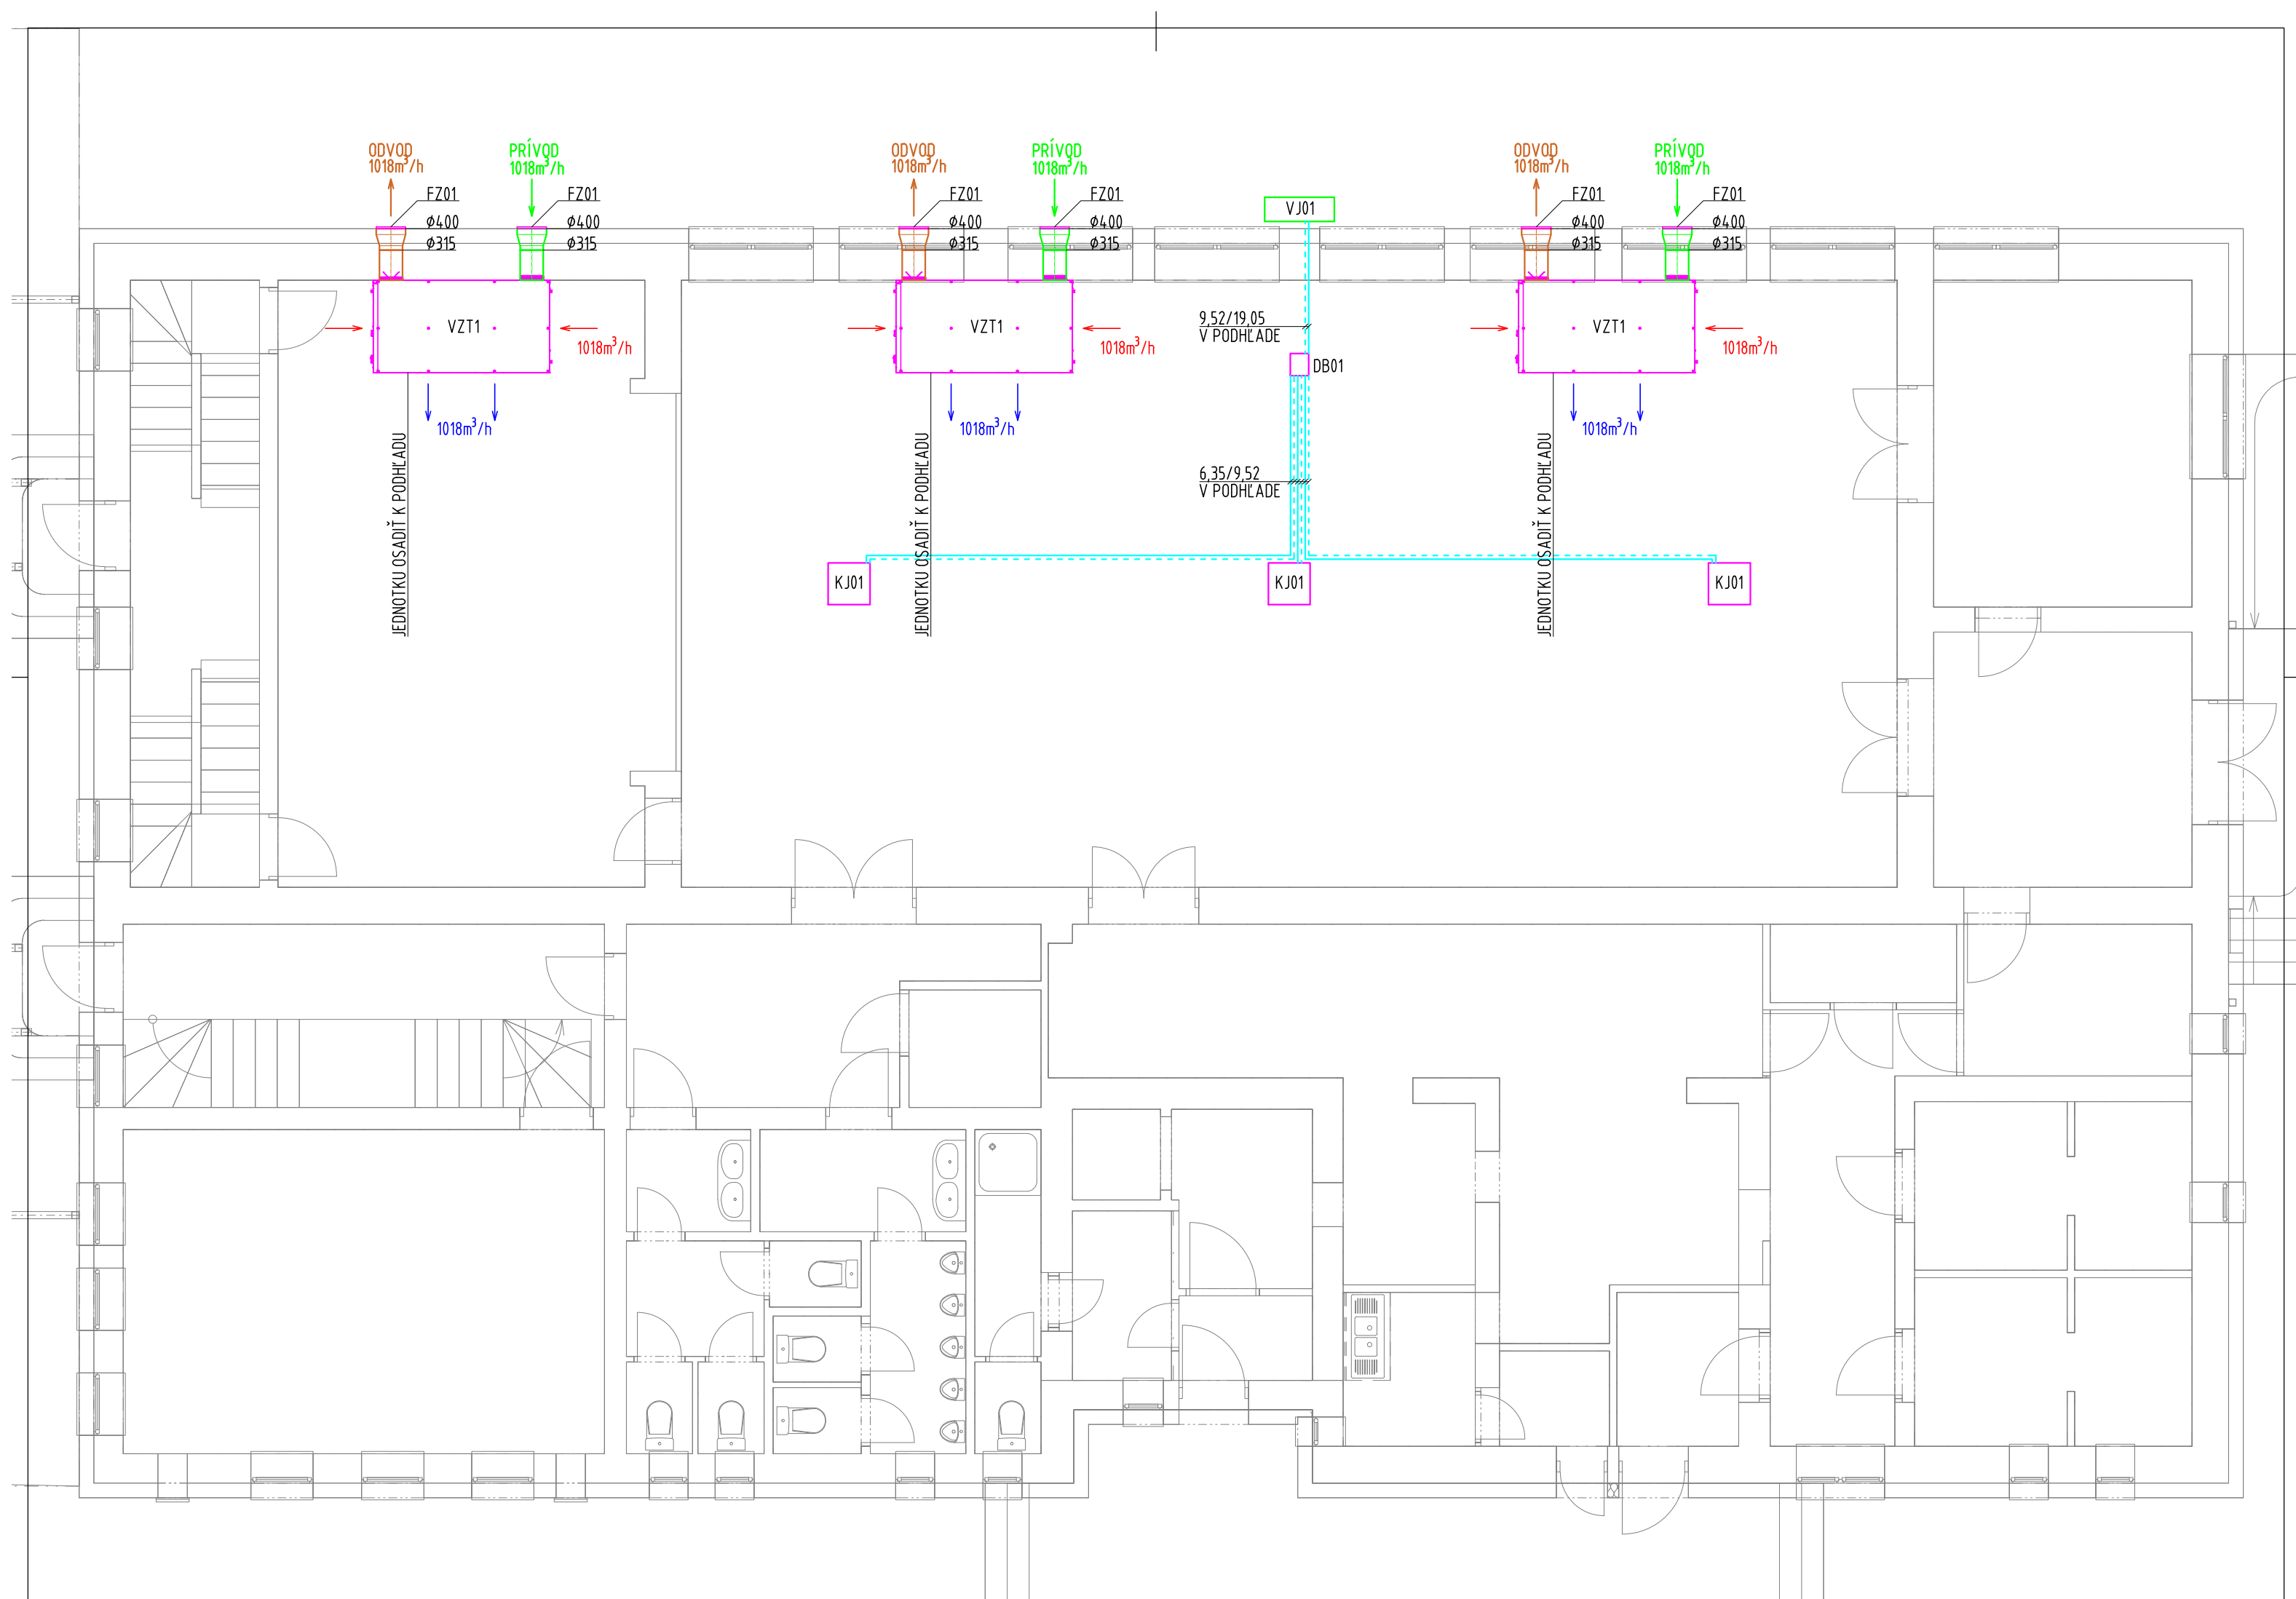 ODVOD
1018m³/h
PRÍVOD
1018m³/h
FZ01
FZ01
ø400
ø400
ø315
ø315
VZT1
1018m³/h
1018m³/h
JEDNOTKU OSADIŤ K PODHĽADU
ODVOD
1018m³/h
PRÍVOD
1018m³/h
FZ01
FZ01
ø400
ø400
ø315
ø315
VZT1
1018m³/h
1018m³/h
JEDNOTKU OSADIŤ K PODHĽADU
VJ01
9,52/19,05
V PODHĽADE
DB01
6,35/9,52
V PODHĽADE
KJ01
KJ01
KJ01
ODVOD
1018m³/h
PRÍVOD
1018m³/h
FZ01
FZ01
ø400
ø400
ø315
ø315
VZT1
1018m³/h
1018m³/h
JEDNOTKU OSADIŤ K PODHĽADU